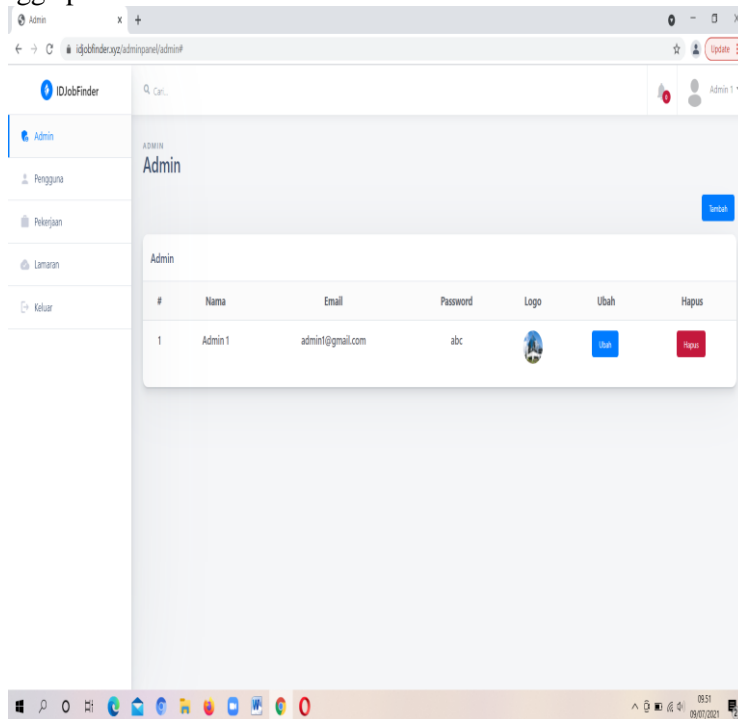 Admin
idjobfinder.xyz/adminpanel/admin#
Update
IDJobFinder
Cari...
0
Admin 1
Admin
Pengguna
Pekerjaan
Lamaran
Keluar
ADMIN
Admin
Tambah
Admin
# Nama Email Password Logo Ubah Hapus
1 Admin 1 admin1@gmail.com abc Ubah Hapus
09.51
09/07/2021